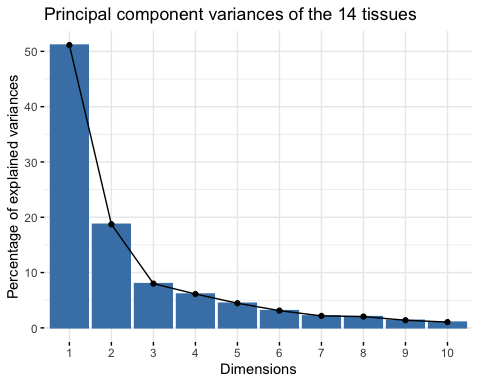 Principal component variances of the 14 tissues
Percentage of explained variances
50
40
30
20
10
0
1 2 3 4 5 6 7 8 9 10
Dimensions